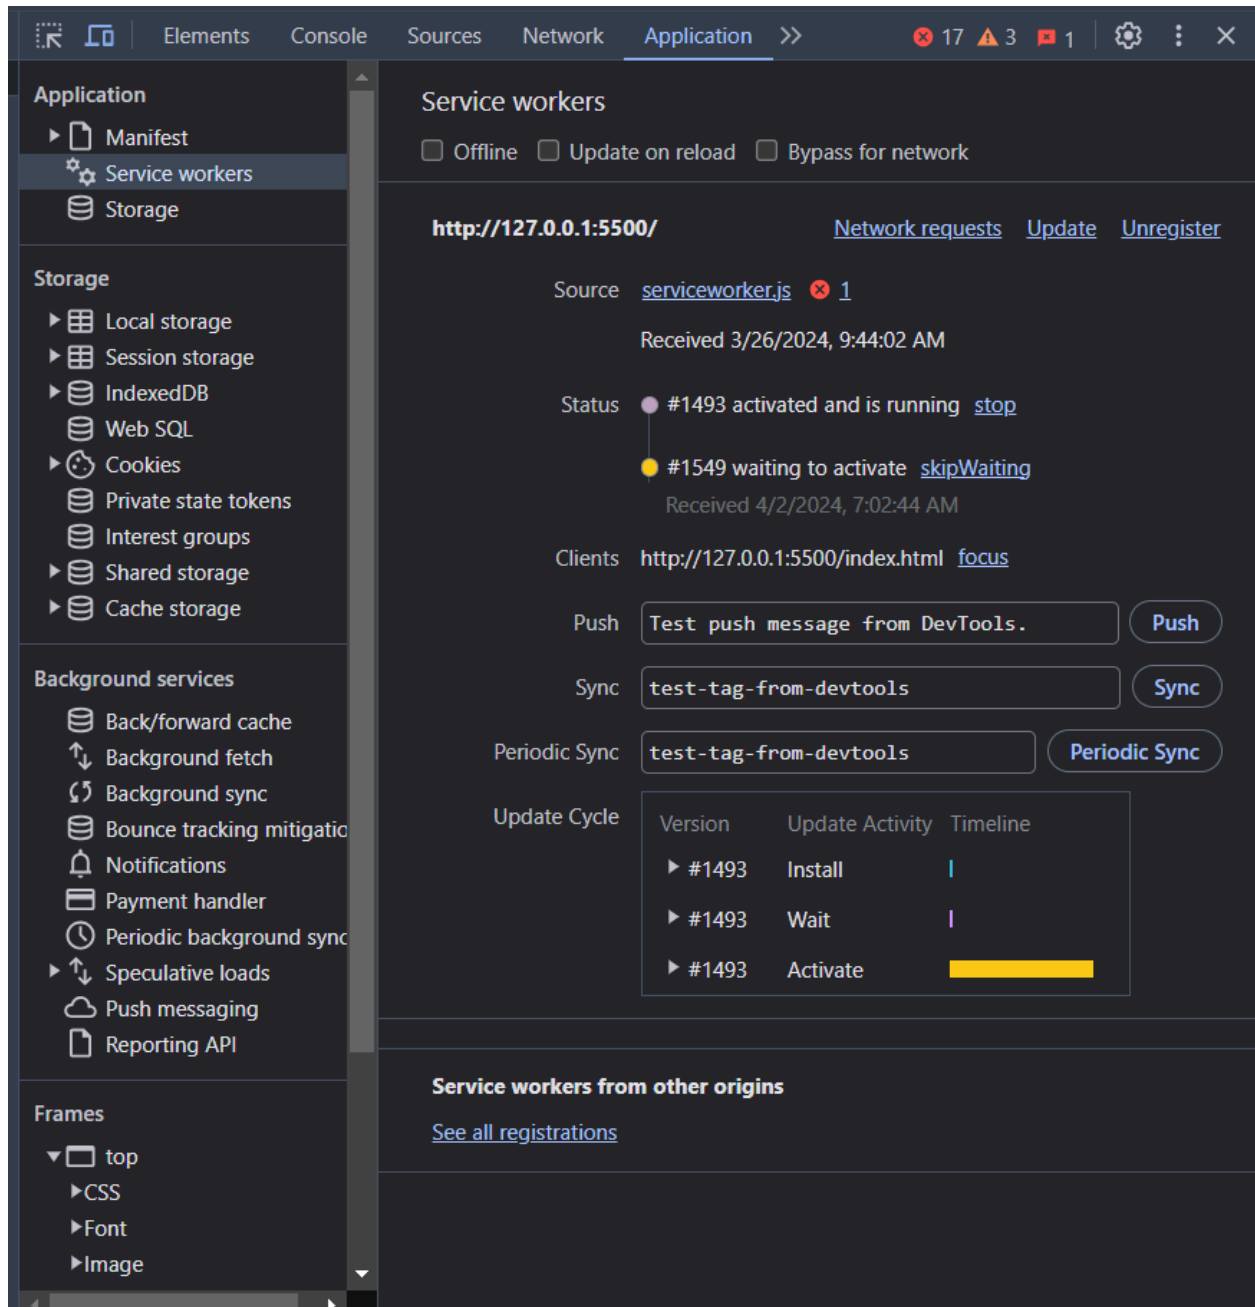 Elements Console Sources Network Application 17 3 1
Application
Manifest
Service workers
Storage
Storage
Local storage
Session storage
IndexedDB
Web SQL
Cookies
Private state tokens
Interest groups
Shared storage
Cache storage
Background services
Back/forward cache
Background fetch
Background sync
Bounce tracking mitigatio
Notifications
Payment handler
Periodic background sync
Speculative loads
Push messaging
Reporting API
Frames
top
CSS
Font
Image
Service workers
Offline Update on reload Bypass for network
http://127.0.0.1:5500/ Network requests Update Unregister
Source serviceworker.js 1
Received 3/26/2024, 9:44:02 AM
Status #1493 activated and is running stop
#1549 waiting to activate skipWaiting
Received 4/2/2024, 7:02:44 AM
Clients http://127.0.0.1:5500/index.html focus
Push Test push message from DevTools. Push
Sync test-tag-from-devtools Sync
Periodic Sync test-tag-from-devtools Periodic Sync
Update Cycle Version Update Activity Timeline
#1493 Install
#1493 Wait
#1493 Activate
Service workers from other origins
See all registrations